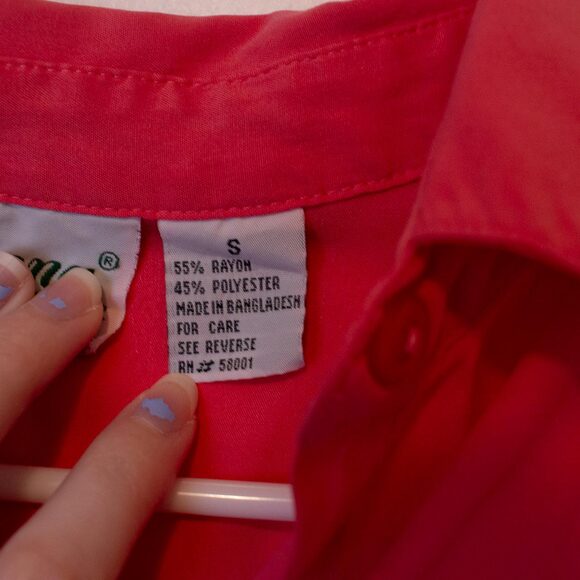 ®
S
55% RAYON
45% POLYESTER
MADE IN BANGLADESH
FOR CARE
SEE REVERSE
RN # 58001